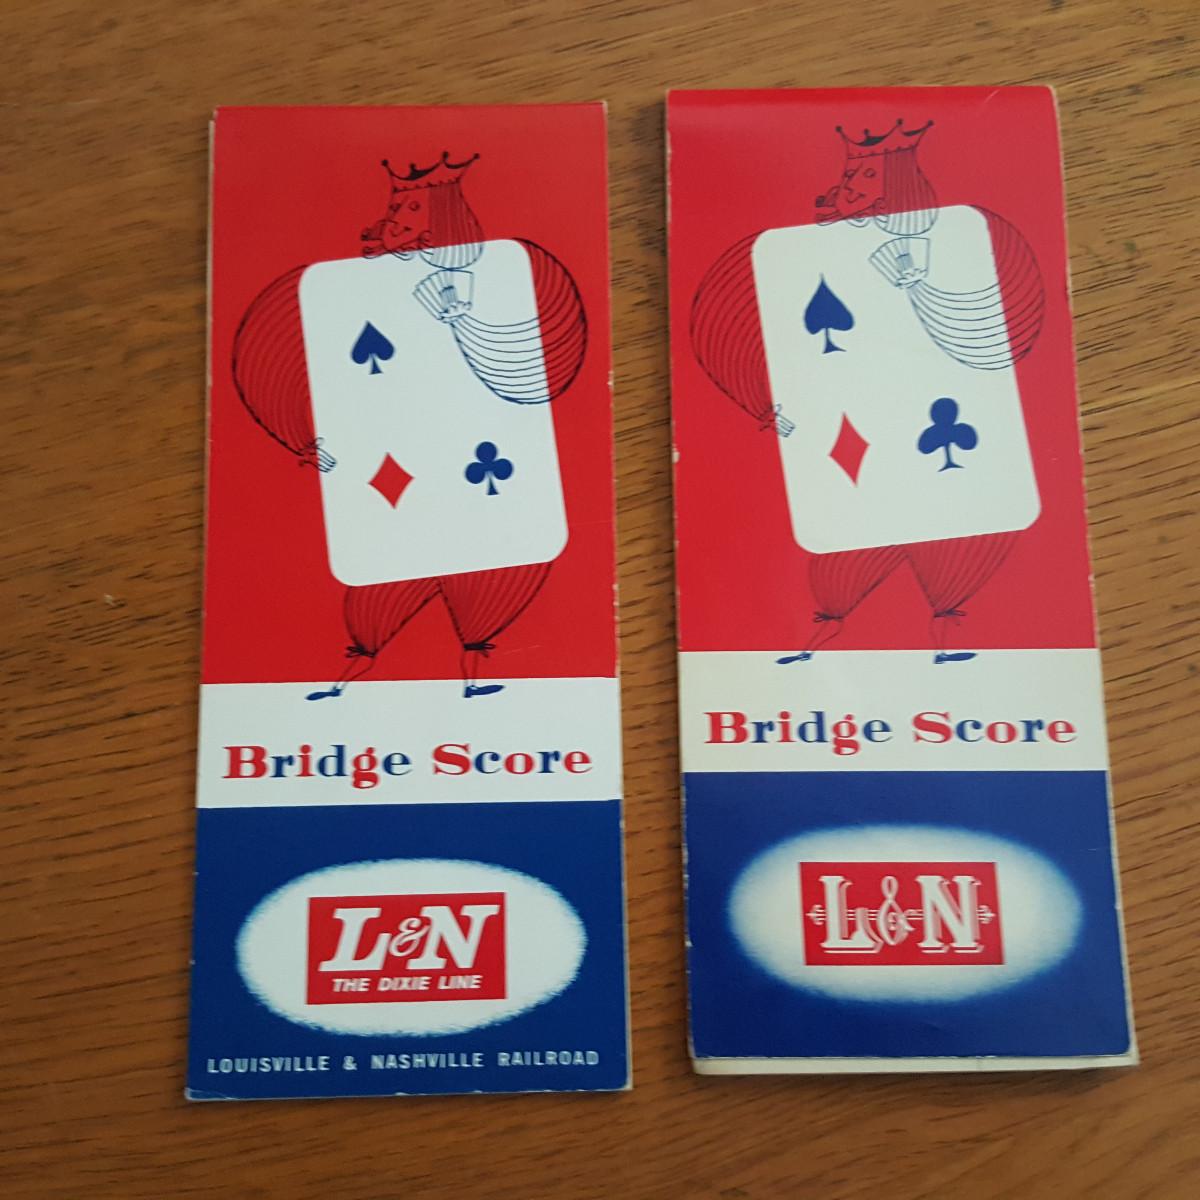 Bridge Score
L&N
THE DIXIE LINE
LOUISVILLE & NASHVILLE RAILROAD
Bridge Score
L&N